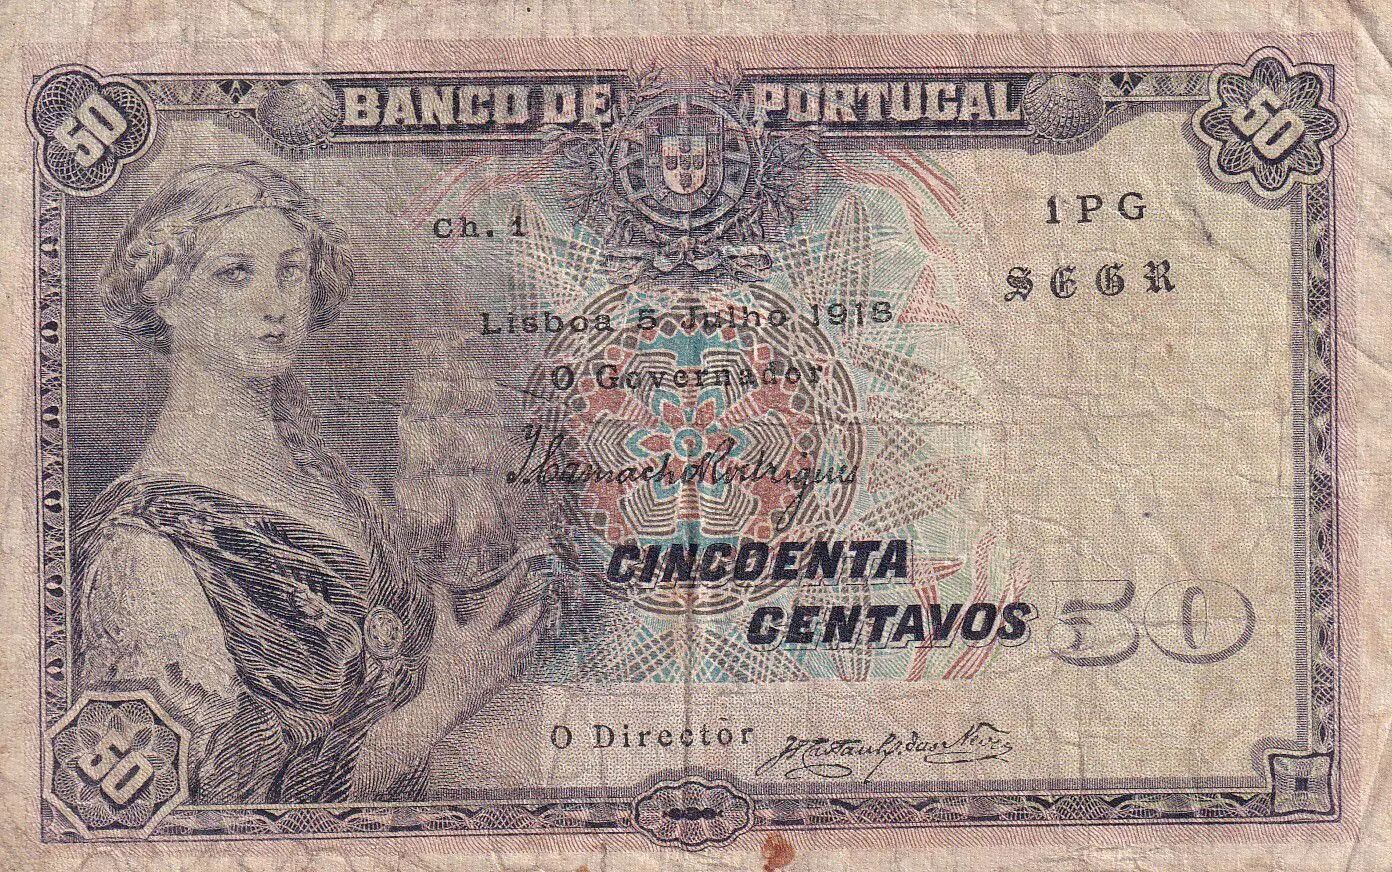 50
BANCO DE PORTUGAL
50
Ch. 1
1PG
SEGR
Lisboa 5 Julho 1918
O Governador
CINCOENTA
CENTAVOS
50
O Director
50